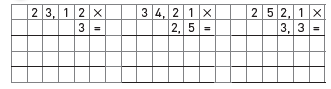 23,12×  34,21×  252,1×
3=  2,5=  3,3=